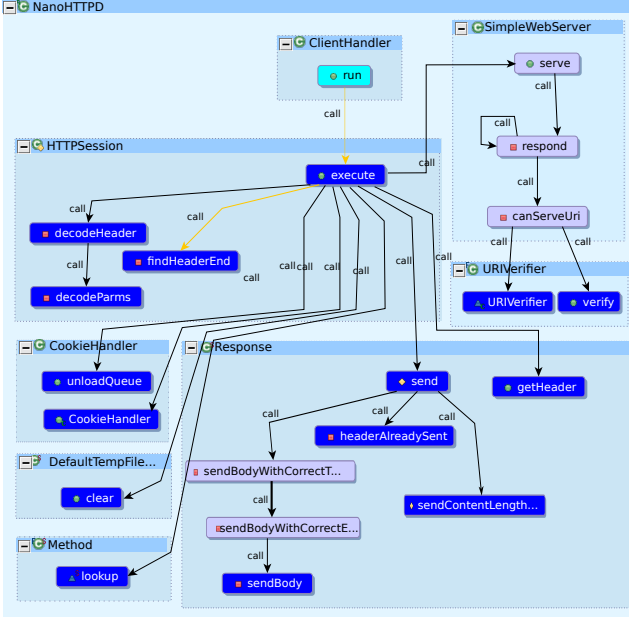 NanoHTTPD
ClientHandler
run
SimpleWebServer
serve
call
call
call
respond
call
canServeUri
call
call
HTTPSession
execute
call
call
decodeHeader
call
call
findHeaderEnd
decodeParms
call
call
call
call
call
URIVerifier
URIVerifier
verify
CookieHandler
unloadQueue
CookieHandler
Response
send
getHeader
call
call
call
headerAlreadySent
sendBodyWithCorrectT...
call
sendContentLength...
sendBodyWithCorrectE...
call
sendBody
DefaultTempFile...
clear
Method
lookup